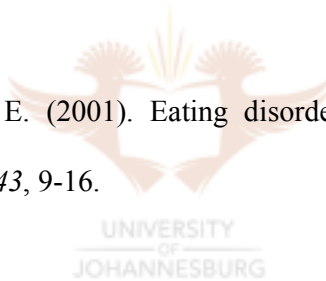 E. (2001). Eating disorde
43, 9-16.
UNIVERSITY
OF
JOHANNESBURG